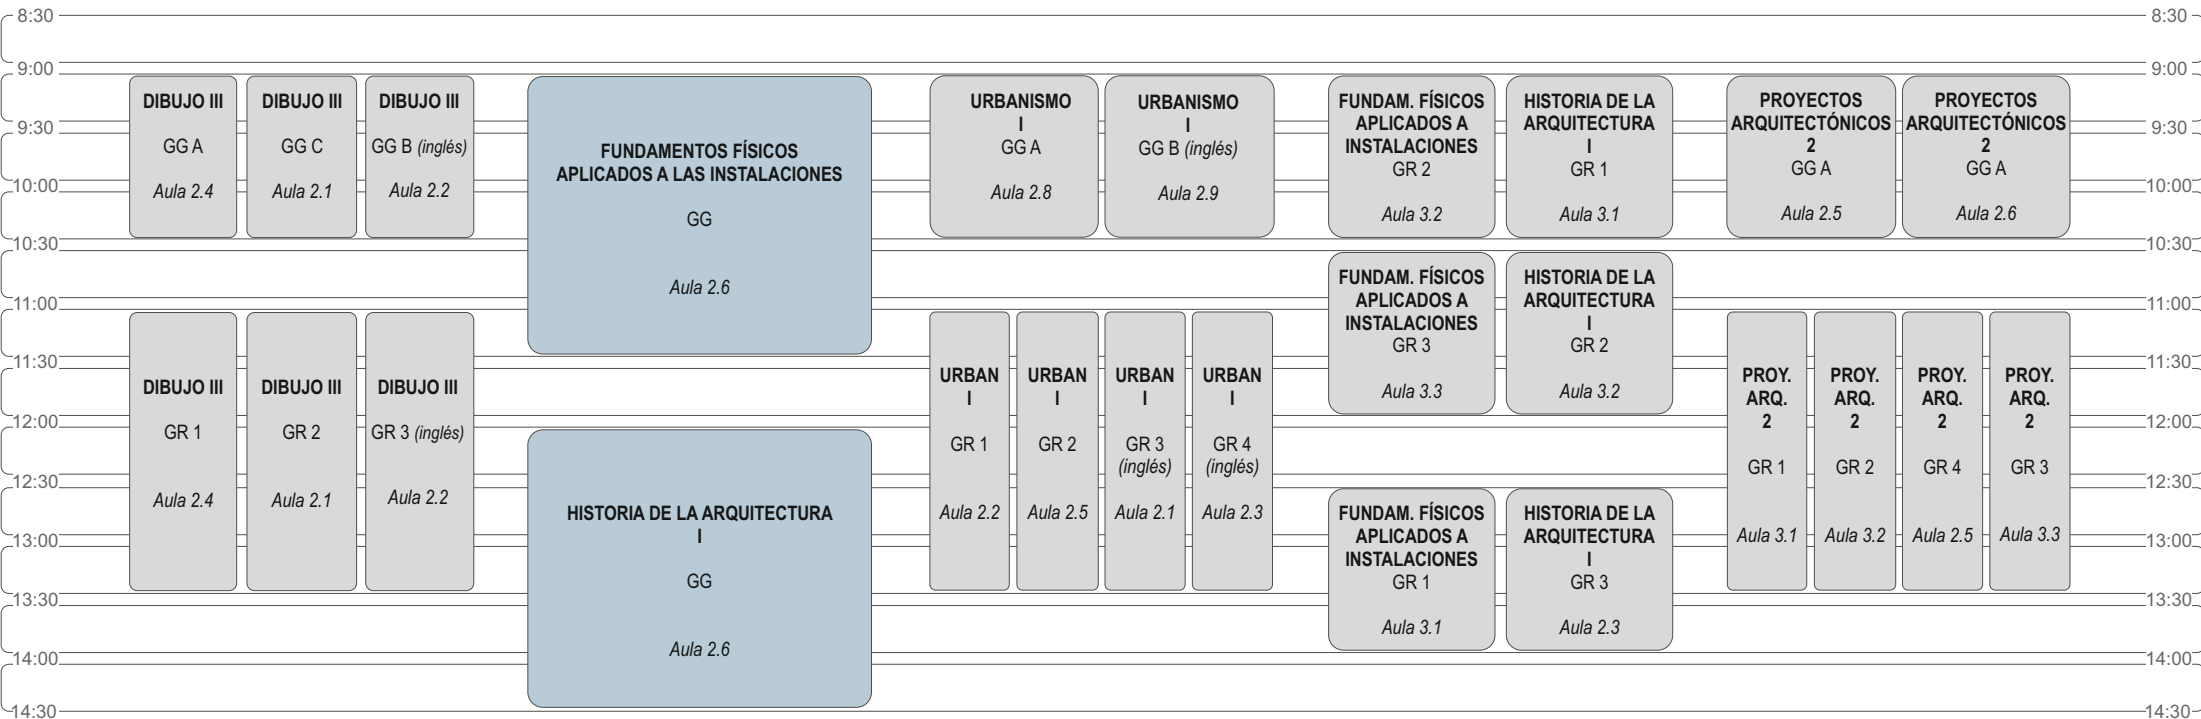 8:30
8:30
9:00
9:00
9:30
9:30
10:00
10:00
10:30
10:30
11:00
11:00
11:30
11:30
12:00
12:00
12:30
12:30
13:00
13:00
13:30
13:30
14:00
14:00
14:30
14:30
DIBUJO III
GG A
Aula 2.4
DIBUJO III
GG C
Aula 2.1
DIBUJO III
GG B (inglés)
Aula 2.2
DIBUJO III
GR 1
Aula 2.4
DIBUJO III
GR 2
Aula 2.1
DIBUJO III
GR 3 (inglés)
Aula 2.2
FUNDAMENTOS FÍSICOS
APLICADOS A LAS INSTALACIONES
GG
Aula 2.6
HISTORIA DE LA ARQUITECTURA
I
GG
Aula 2.6
URBANISMO
I
GG A
Aula 2.8
URBANISMO
I
GG B (inglés)
Aula 2.9
URBAN
I
GR 1
Aula 2.2
URBAN
I
GR 2
Aula 2.5
URBAN
I
GR 3
(inglés)
Aula 2.1
URBAN
I
GR 4
(inglés)
Aula 2.3
FUNDAM. FÍSICOS
APLICADOS A
INSTALACIONES
GR 2
Aula 3.2
HISTORIA DE LA
ARQUITECTURA
I
GR 1
Aula 3.1
FUNDAM. FÍSICOS
APLICADOS A
INSTALACIONES
GR 3
Aula 3.3
HISTORIA DE LA
ARQUITECTURA
I
GR 2
Aula 3.2
FUNDAM. FÍSICOS
APLICADOS A
INSTALACIONES
GR 1
Aula 3.1
HISTORIA DE LA
ARQUITECTURA
I
GR 3
Aula 2.3
PROYECTOS
ARQUITECTÓNICOS
2
GG A
Aula 2.5
PROYECTOS
ARQUITECTÓNICOS
2
GG A
Aula 2.6
PROY.
ARQ.
2
GR 1
Aula 3.1
PROY.
ARQ.
2
GR 2
Aula 3.2
PROY.
ARQ.
2
GR 4
Aula 2.5
PROY.
ARQ.
2
GR 3
Aula 3.3